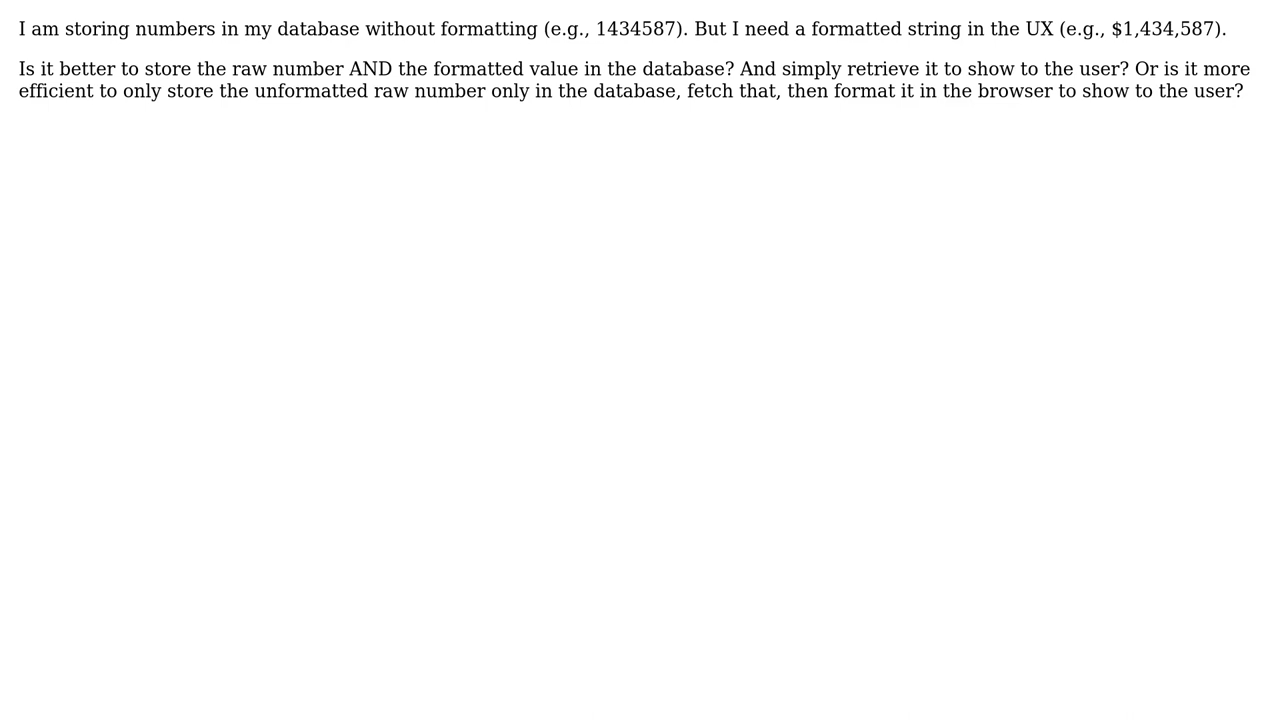 I am storing numbers in my database without formatting (e.g., 1434587). But I need a formatted string in the UX (e.g., $1,434,587).
Is it better to store the raw number AND the formatted value in the database? And simply retrieve it to show to the user? Or is it more
efficient to only store the unformatted raw number only in the database, fetch that, then format it in the browser to show to the user?